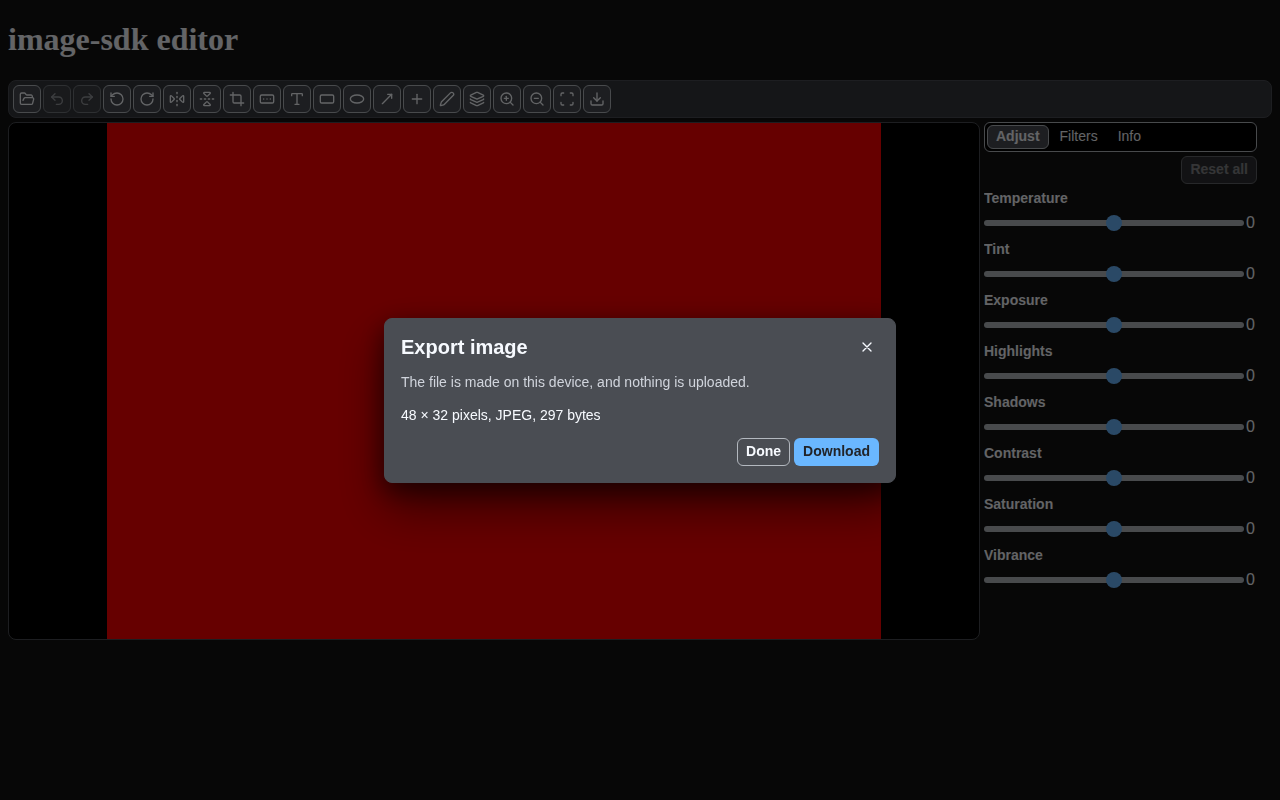 image-sdk editor
Adjust Filters Info
Reset all
Temperature
0
Tint
0
Exposure
0
Highlights
0
Shadows
0
Contrast
0
Saturation
0
Vibrance
0
Export image
The file is made on this device, and nothing is uploaded.
48 × 32 pixels, JPEG, 297 bytes
Done Download